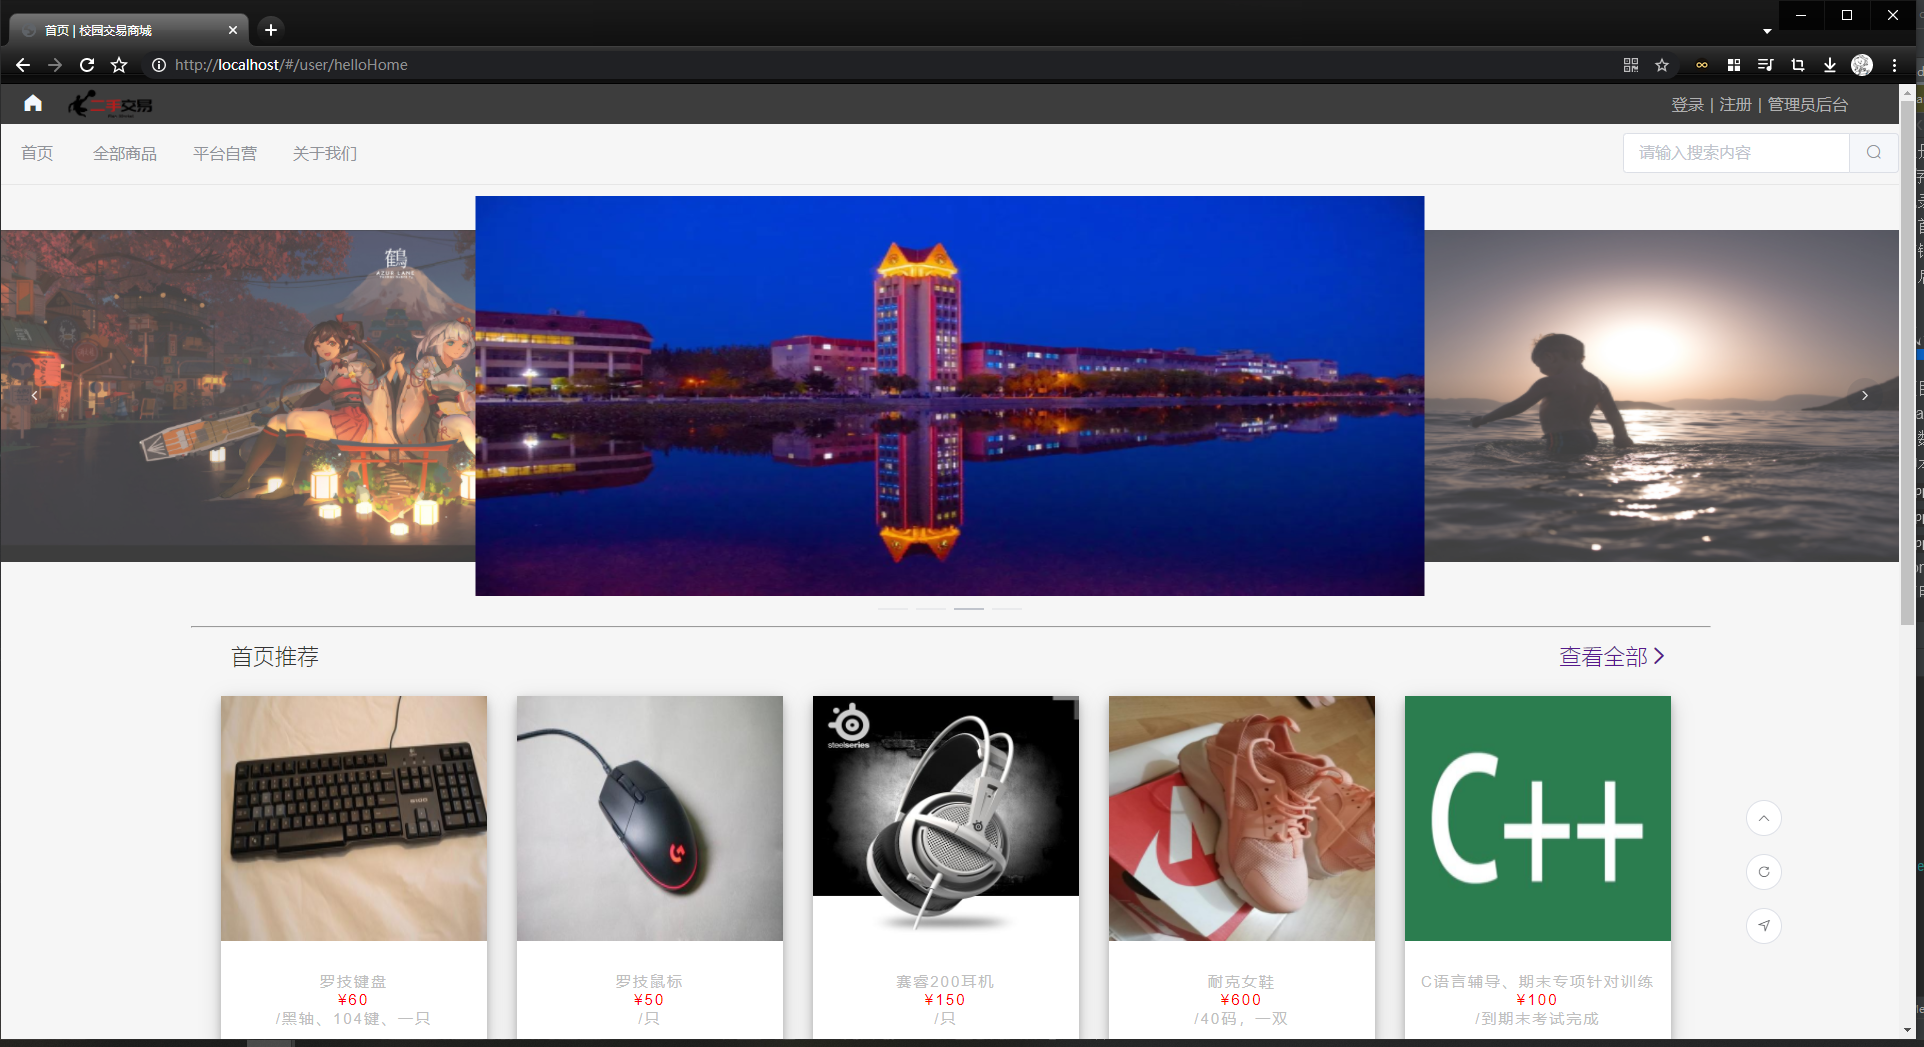 首页 | 校园交易商城
http://localhost/#/user/helloHome
二手交易
登录 | 注册 | 管理员后台
首页 全部商品 平台自营 关于我们 请输入搜索内容
鶴
AZUR LANE
首页推荐
查看全部
G100
steelseries
C++
罗技键盘
¥60
/黑轴、104键、一只
罗技鼠标
¥50
/只
赛睿200耳机
¥150
/只
耐克女鞋
¥600
/40码，一双
C语言辅导、期末专项针对训练
¥100
/到期末考试完成